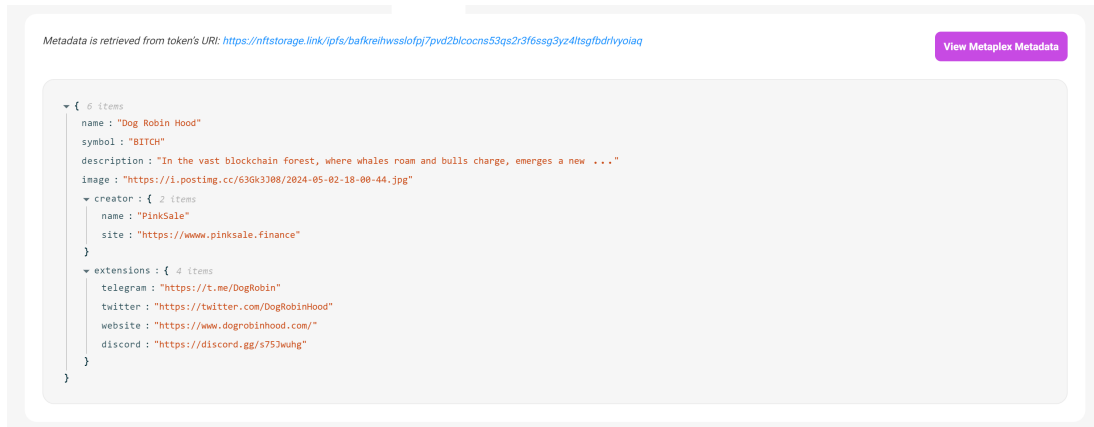 Metadata is retrieved from token's URI: https://nftstorage.link/ipfs/bafkreihwsslofpj7pvd2blcocns53qs2r3f6ssg3yz4ltsgfbdrlvyoiaq
View Metaplex Metadata
{ 6 items
name : "Dog Robin Hood"
symbol : "BITCH"
description : "In the vast blockchain forest, where whales roam and bulls charge, emerges a new ..."
image : "https://i.postimg.cc/63Gk3J08/2024-05-02-18-00-44.jpg"
creator : { 2 items
name : "PinkSale"
site : "https://wwww.pinksale.finance"
}
extensions : { 4 items
telegram : "https://t.me/DogRobin"
twitter : "https://twitter.com/DogRobinHood"
website : "https://www.dogrobinhood.com/"
discord : "https://discord.gg/s75Jwuhg"
}
}